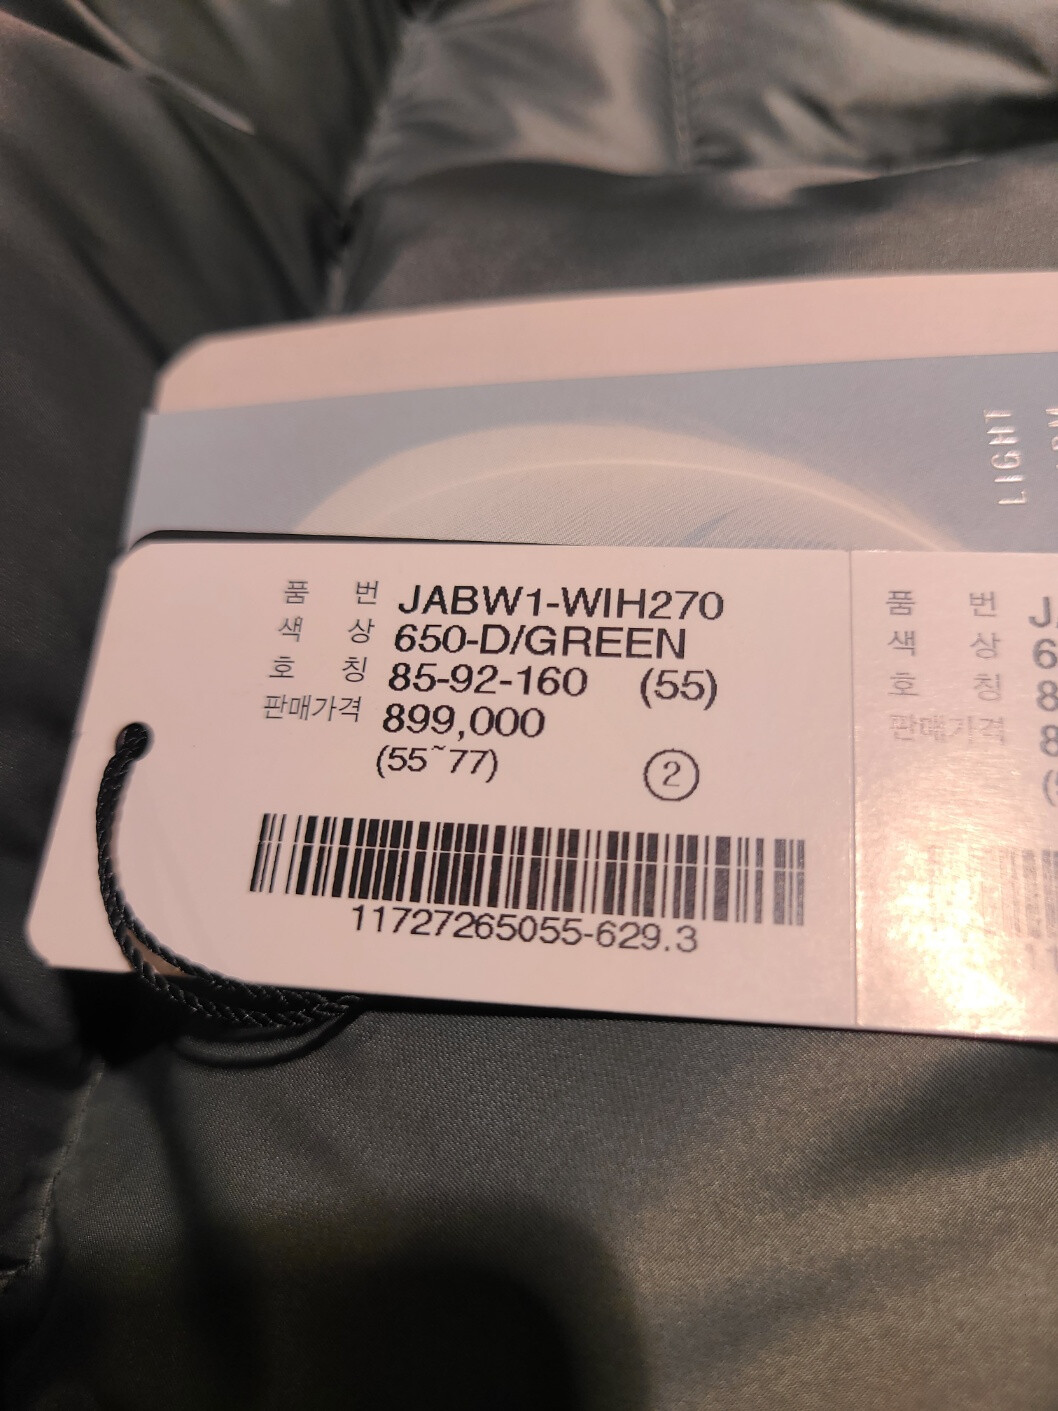 LIGHT
품 번 JABW1-WIH270
색 상 650-D/GREEN
호 칭 85-92-160 (55)
판매가격 899,000
(55~77) ②
11727265055-629.3
품 번
색 상
호 칭
판매가격